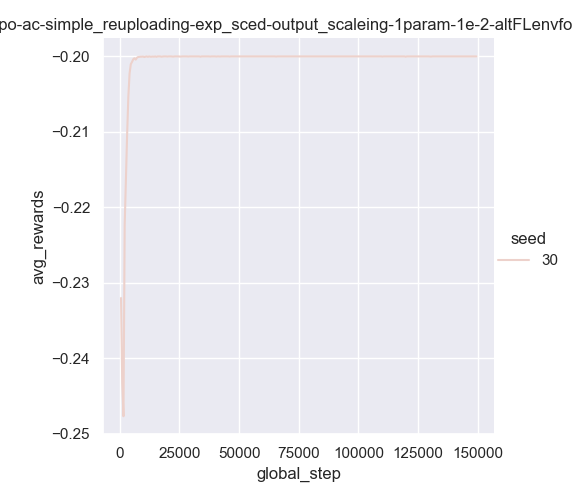 po-ac-simple_reuploading-exp_sced-output_scaleing-1param-1e-2-altFLenvfo
−0.20
−0.21
−0.22
−0.23
−0.24
−0.25
avg_rewards
seed
30
0 25000 50000 75000 100000 125000 150000
global_step